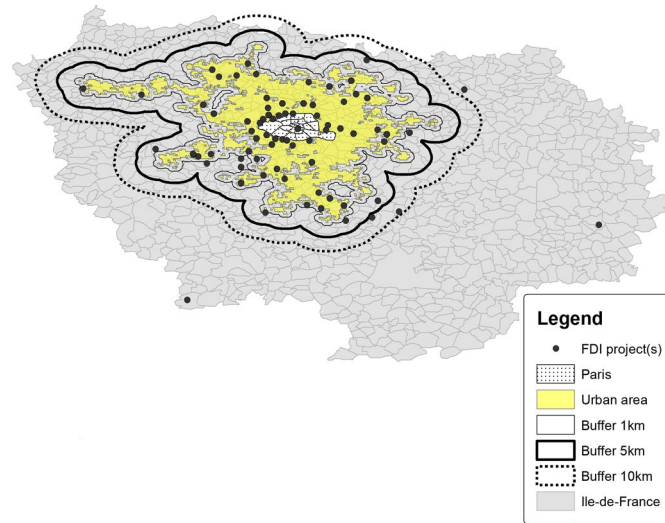 Legend
FDI project(s)
Paris
Urban area
Buffer 1km
Buffer 5km
Buffer 10km
Ile-de-France